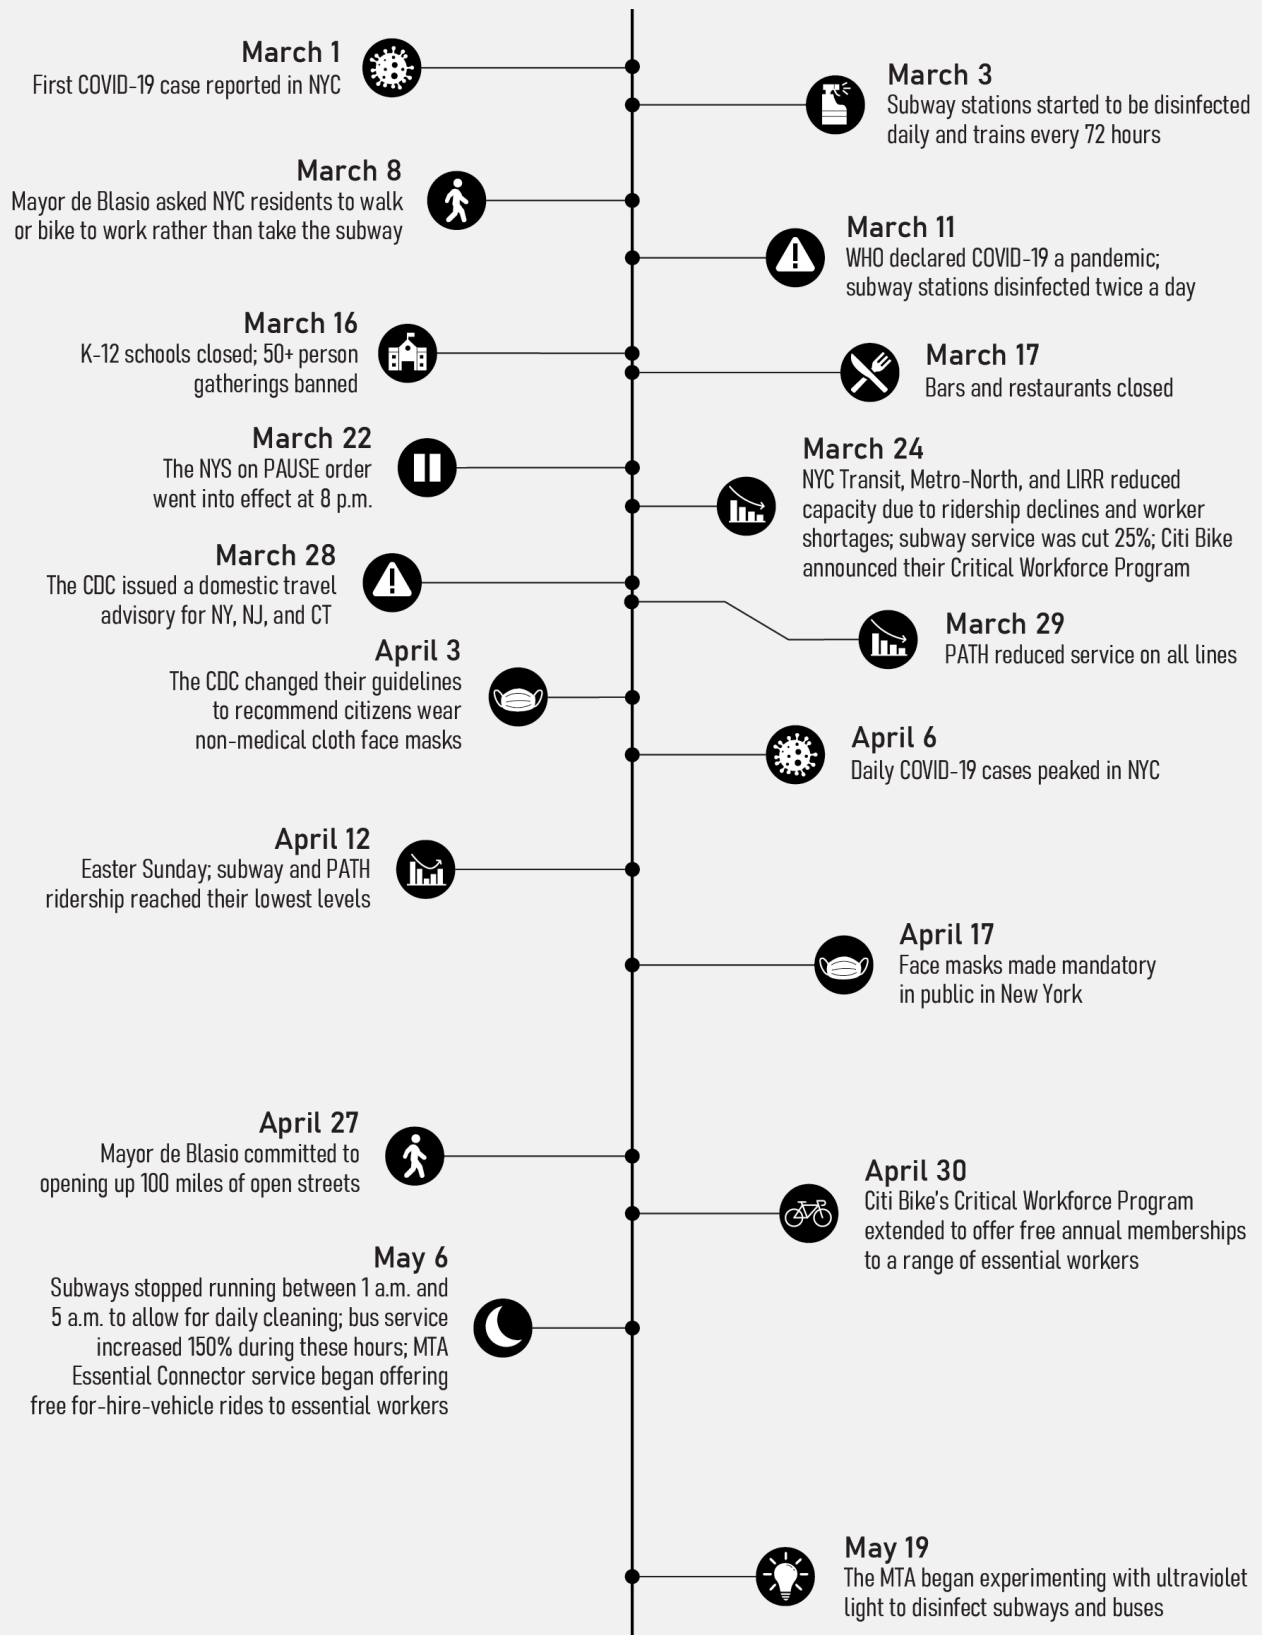 March 1
First COVID-19 case reported in NYC
March 3
Subway stations started to be disinfected
daily and trains every 72 hours
March 8
Mayor de Blasio asked NYC residents to walk
or bike to work rather than take the subway
March 11
WHO declared COVID-19 a pandemic;
subway stations disinfected twice a day
March 16
K-12 schools closed; 50+ person
gatherings banned
March 17
Bars and restaurants closed
March 22
The NYS on PAUSE order
went into effect at 8 p.m.
March 24
NYC Transit, Metro-North, and LIRR reduced
capacity due to ridership declines and worker
shortages; subway service was cut 25%; Citi Bike
announced their Critical Workforce Program
March 28
The CDC issued a domestic travel
advisory for NY, NJ, and CT
March 29
PATH reduced service on all lines
April 3
The CDC changed their guidelines
to recommend citizens wear
non-medical cloth face masks
April 6
Daily COVID-19 cases peaked in NYC
April 12
Easter Sunday; subway and PATH
ridership reached their lowest levels
April 17
Face masks made mandatory
in public in New York
April 27
Mayor de Blasio committed to
opening up 100 miles of open streets
April 30
Citi Bike's Critical Workforce Program
extended to offer free annual memberships
to a range of essential workers
May 6
Subways stopped running between 1 a.m. and
5 a.m. to allow for daily cleaning; bus service
increased 150% during these hours; MTA
Essential Connector service began offering
free for-hire-vehicle rides to essential workers
May 19
The MTA began experimenting with ultraviolet
light to disinfect subways and buses